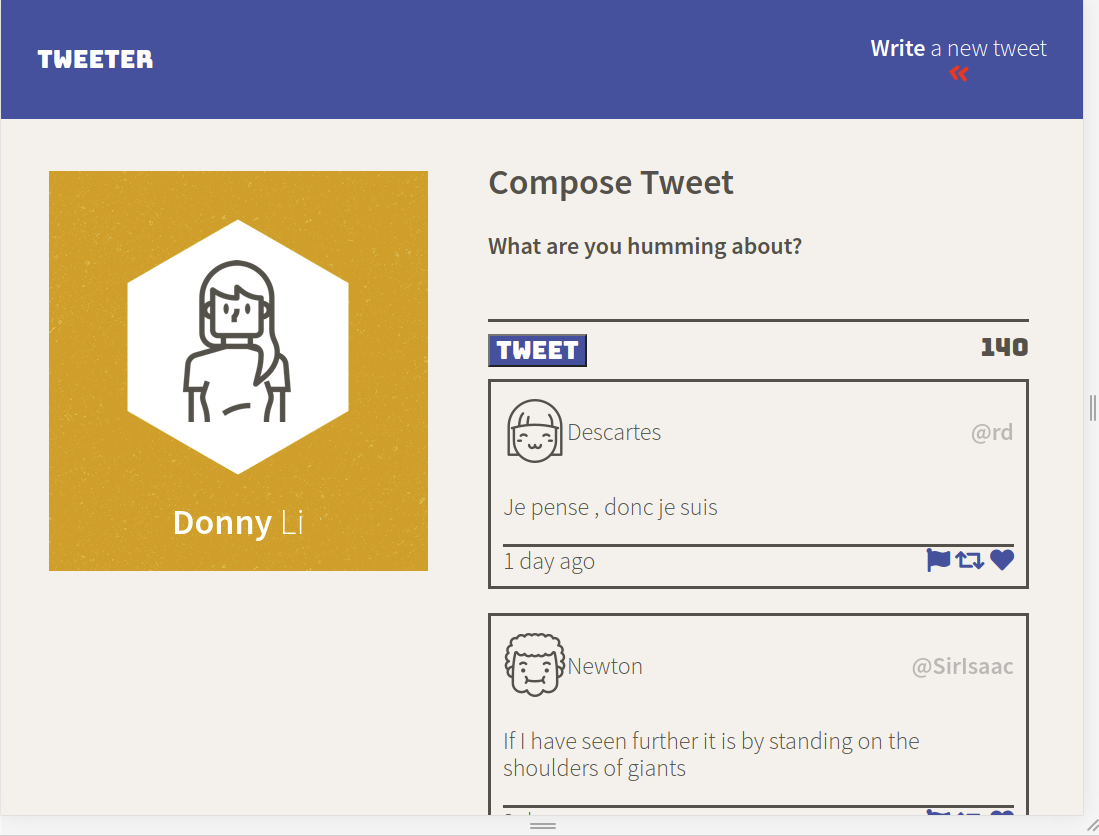 TWEETER
Write a new tweet
Donny Li
Compose Tweet
What are you humming about?
TWEET
140
Descartes
@rd
Je pense , donc je suis
1 day ago
Newton
@SirIsaac
If I have seen further it is by standing on the
shoulders of giants